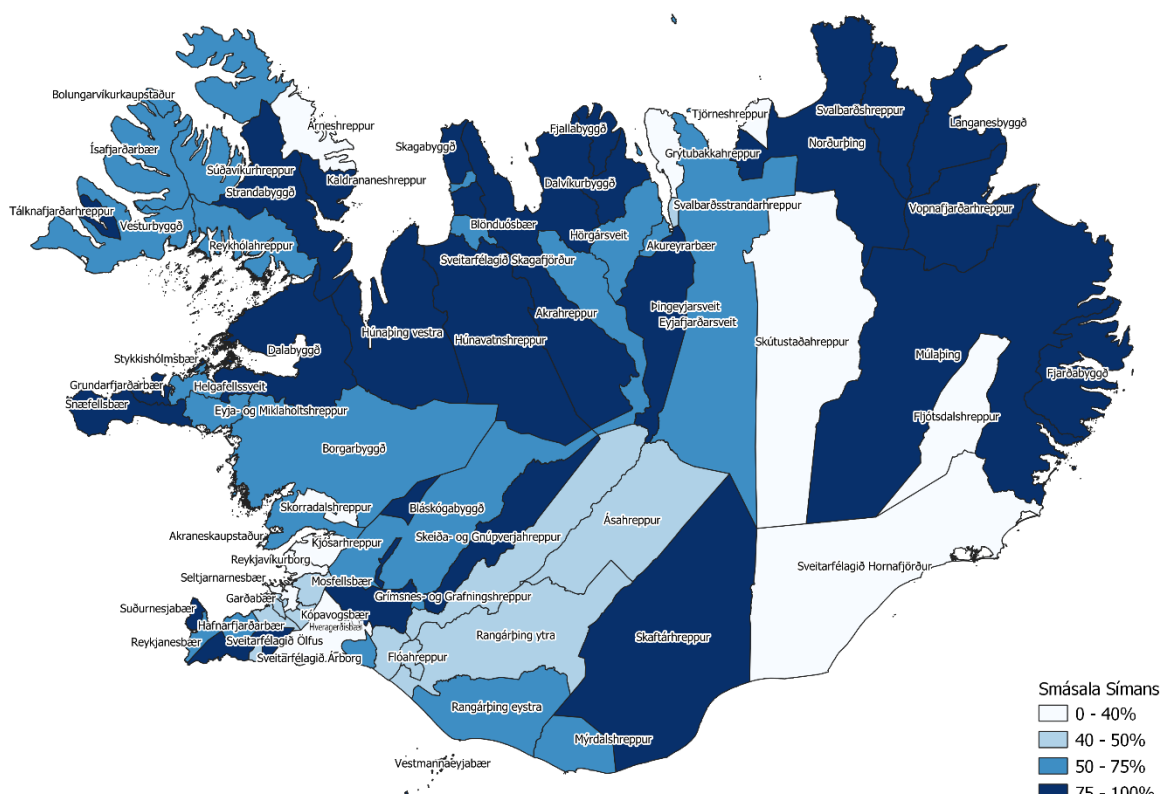 Bolungarvíkurkaupstaður
Árneshreppur
Ísafjarðarbær
Súðavíkurhreppur
Strandabyggð
Kaldrananeshreppur
Tálknafjarðarhreppur
Vesturbyggð
Reykhólahreppur
Skagabyggð
Fjallabyggð
Dalvíkurbyggð
Blönduósbær
Hörgársveit
Sveitarfélagið Skagafjörður
Akrahreppur
Húnaþing vestra
Húnavatnshreppur
Tjörneshreppur
Grýtubakkahreppur
Svalbarðsstrandarhreppur
Akureyrarbær
Þingeyjarsveit
Eyjafjarðarsveit
Skútustaðahreppur
Norðurþing
Svalbarðshreppur
Langanesbyggð
Vopnafjarðarhreppur
Múlaþing
Fjarðabyggð
Fljótsdalshreppur
Dalabyggð
Stykkishólmsbær
Grundarfjarðarbær
Helgafellssveit
Snæfellsbær
Eyja- og Miklaholtshreppur
Borgarbyggð
Skorradalshreppur
Bláskógabyggð
Akraneskaupstaður
Kjósarhreppur
Skeiða- og Gnúpverjahreppur
Ásahreppur
Reykjavíkurborg
Seltjarnarnesbær
Mosfellsbær
Garðabær
Grímsnes- og Grafningshreppur
Suðurnesjabær
Kópavogsbær
Hafnarfjarðarbær
Hveragerðisbær
Reykjanesbær
Sveitarfélagið Ölfus
Sveitarfélagið Árborg
Flóahreppur
Rangárþing ytra
Skaftárhreppur
Sveitarfélagið Hornafjörður
Rangárþing eystra
Mýrdalshreppur
Vestmannaeyjabær
Smásala Símans
0 - 40%
40 - 50%
50 - 75%
75 - 100%